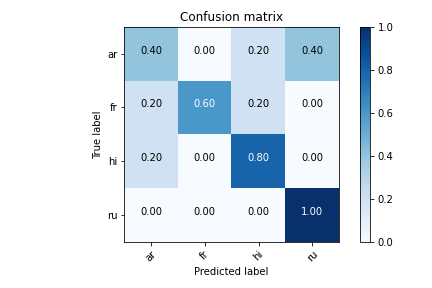 Confusion matrix
1.0
ar 0.40 0.00 0.20 0.40
0.8
fr 0.20 0.60 0.20 0.00
0.6
True label
0.4
hi 0.20 0.00 0.80 0.00
0.2
ru 0.00 0.00 0.00 1.00
0.0
ar fr hi ru
Predicted label